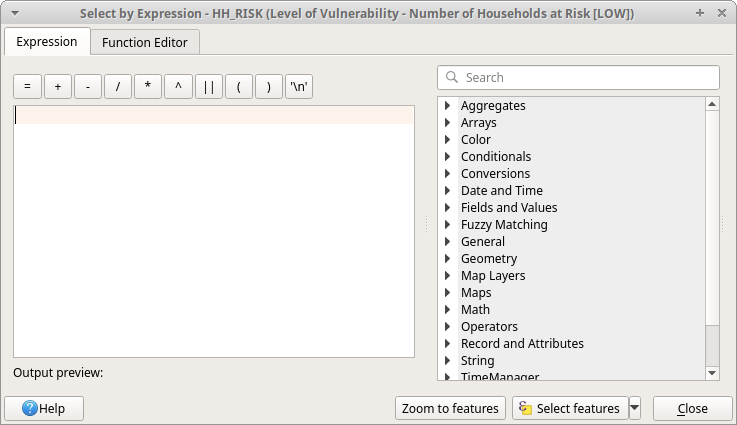 Select by Expression - HH_RISK (Level of Vulnerability - Number of Households at Risk [LOW])
Expression
Function Editor
= + - / * ^ || ( ) '\n'
Search
Aggregates
Arrays
Color
Conditionals
Conversions
Date and Time
Fields and Values
Fuzzy Matching
General
Geometry
Map Layers
Maps
Math
Operators
Record and Attributes
String
TimeManager
Output preview:
Help
Zoom to features
Select features
Close